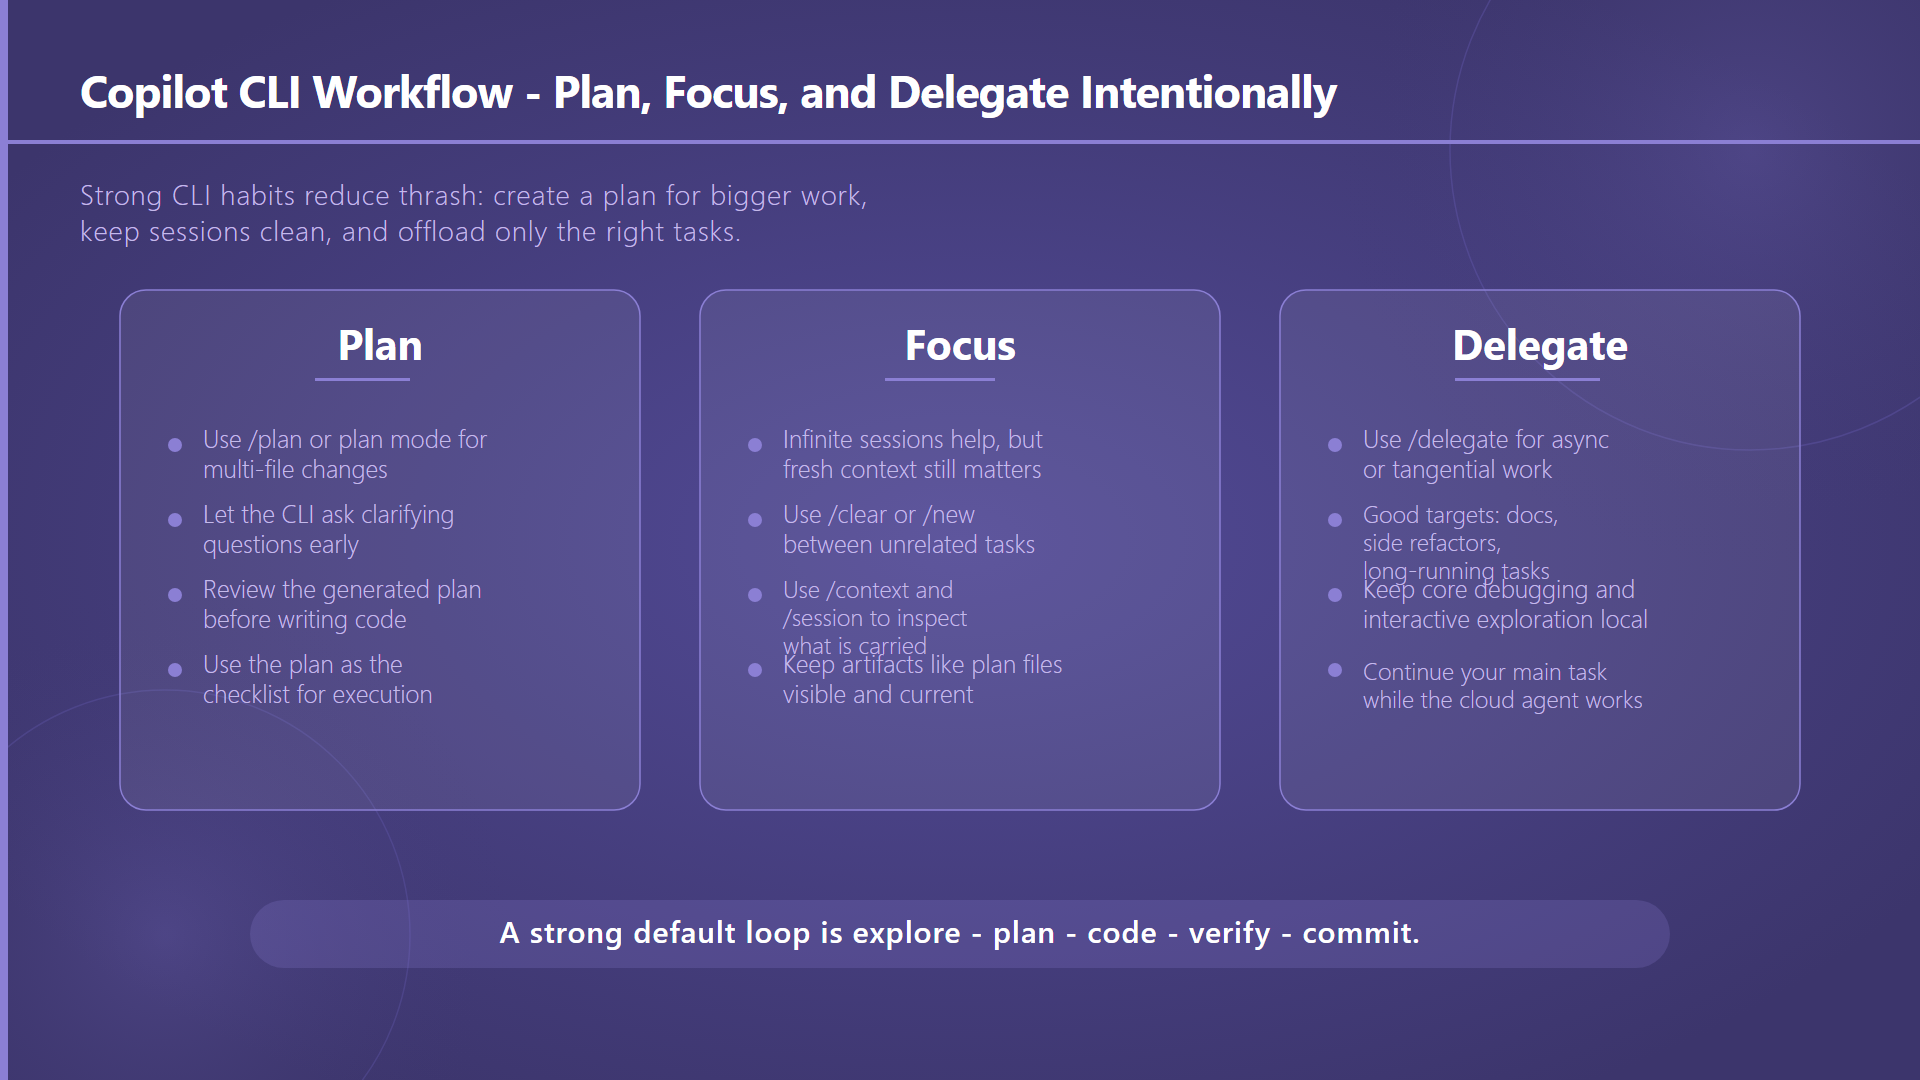 Copilot CLI Workflow - Plan, Focus, and Delegate Intentionally
Strong CLI habits reduce thrash: create a plan for bigger work,
keep sessions clean, and offload only the right tasks.
Plan
Use /plan or plan mode for
multi-file changes
Let the CLI ask clarifying
questions early
Review the generated plan
before writing code
Use the plan as the
checklist for execution
Focus
Infinite sessions help, but
fresh context still matters
Use /clear or /new
between unrelated tasks
Use /context and
/session to inspect
what is carried
Keep artifacts like plan files
visible and current
Delegate
Use /delegate for async
or tangential work
Good targets: docs,
side refactors,
long-running tasks
Keep core debugging and
interactive exploration local
Continue your main task
while the cloud agent works
A strong default loop is explore - plan - code - verify - commit.